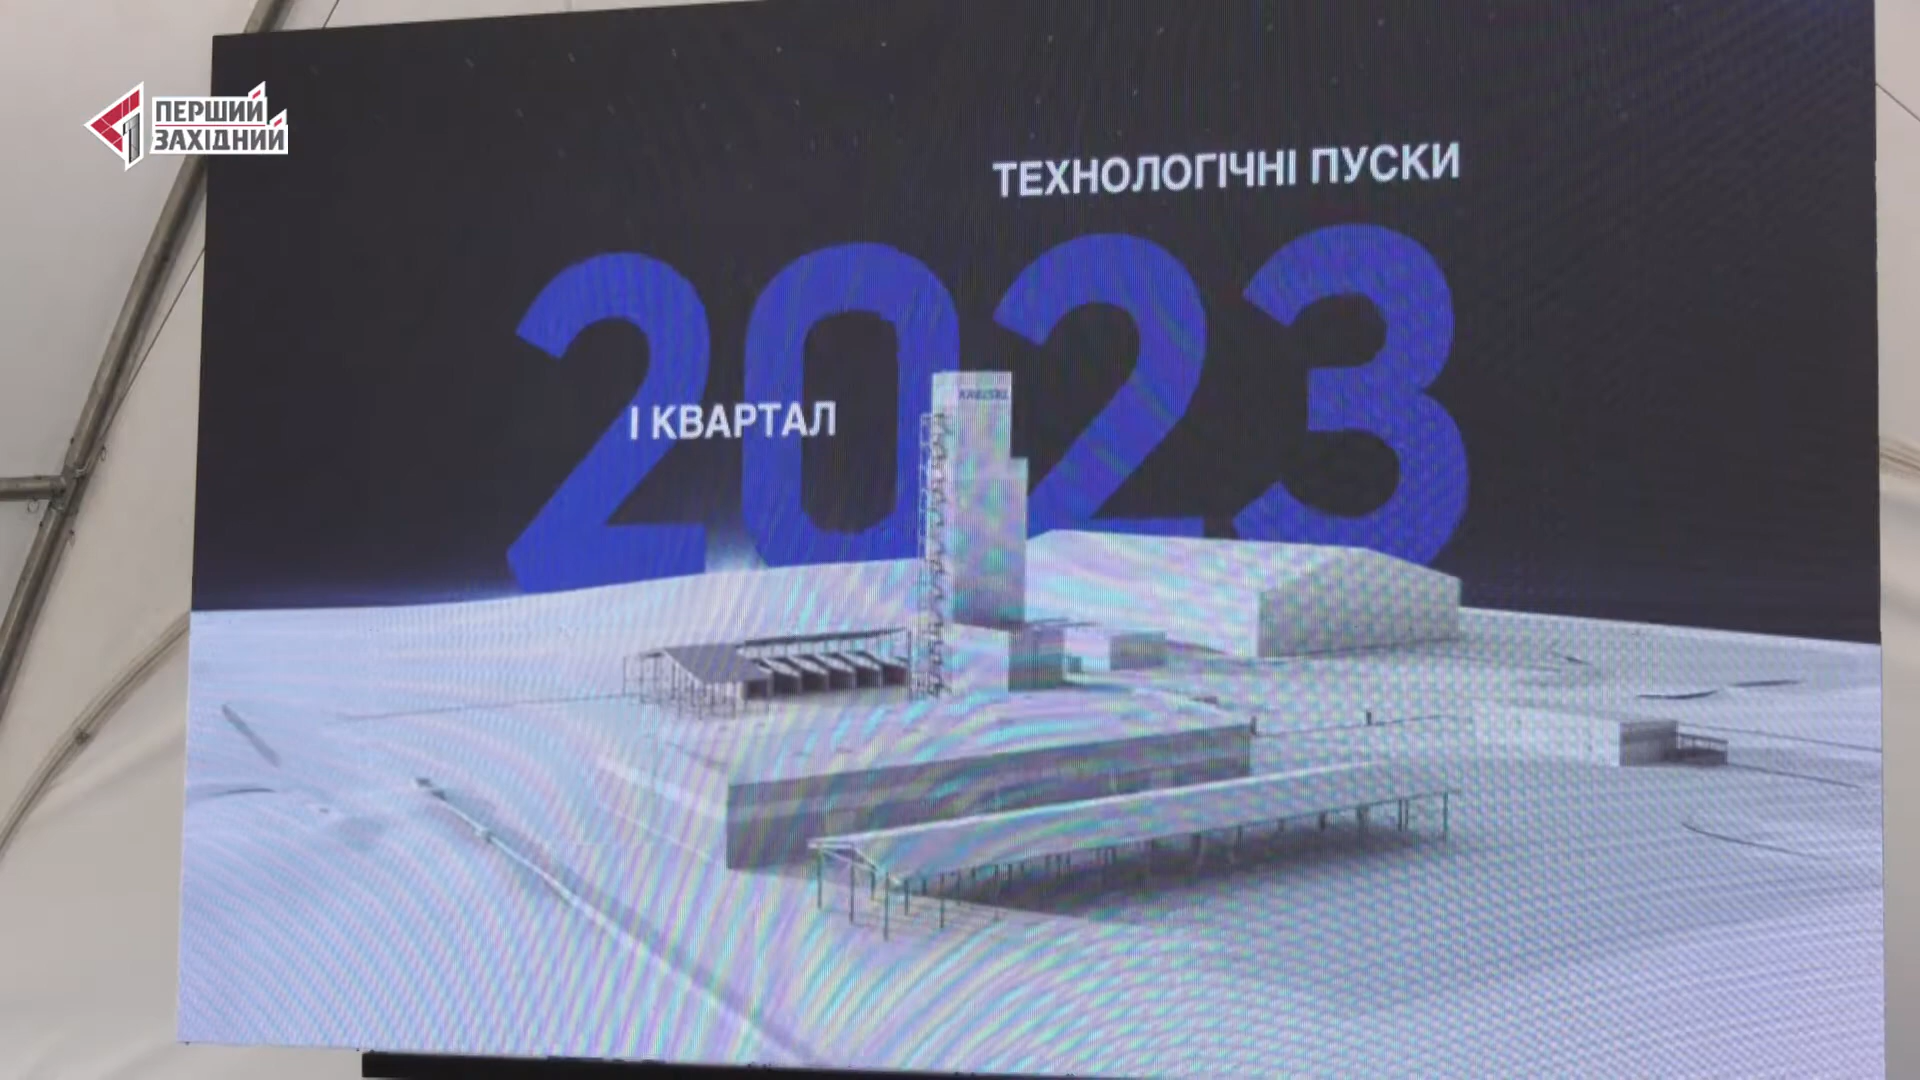 ПЕРШИЙ
ЗАХІДНИЙ
ТЕХНОЛОГІЧНІ ПУСКИ
2023
І КВАРТАЛ